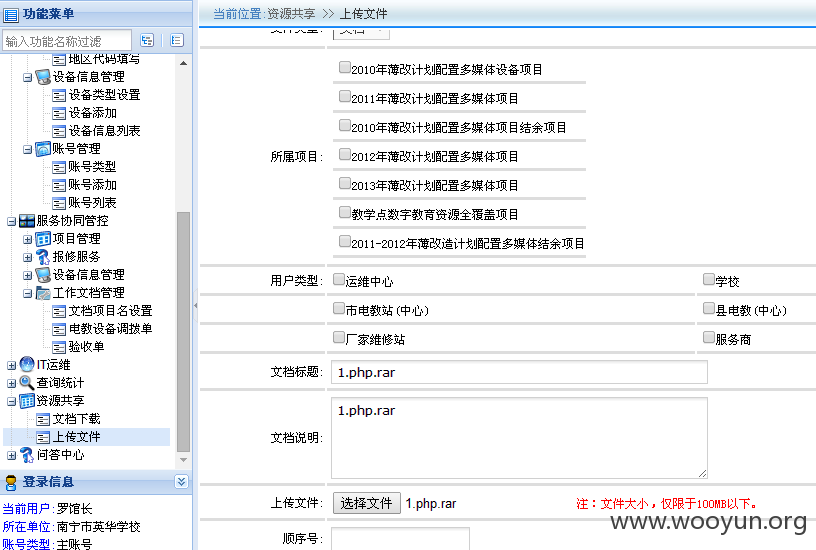 功能菜单
输入功能名称过滤
地区代码填写
设备信息管理
设备类型设置
设备添加
设备信息列表
账号管理
账号类型
账号添加
账号列表
服务协同管控
项目管理
报修服务
设备信息管理
工作文档管理
文档项目名设置
电教设备调拨单
验收单
IT运维
查询统计
资源共享
文档下载
上传文件
问答中心
登录信息
当前用户:罗馆长
所在单位:南宁市英华学校
账号类型:主账号
当前位置:资源共享 >> 上传文件
文件类型: 文档
所属项目:
2010年薄改计划配置多媒体设备项目
2011年薄改计划配置多媒体项目
2010年薄改计划配置多媒体项目结余项目
2012年薄改计划配置多媒体项目
2013年薄改计划配置多媒体项目
教学点数字教育资源全覆盖项目
2011-2012年薄改造计划配置多媒体结余项目
用户类型: 运维中心 学校
市电教站(中心) 县电教(中心)
厂家维修站 服务商
文档标题: 1.php.rar
文档说明: 1.php.rar
上传文件: 选择文件 1.php.rar 注：文件大小，仅限于100MB以下。
顺序号:
www.wooyun.org